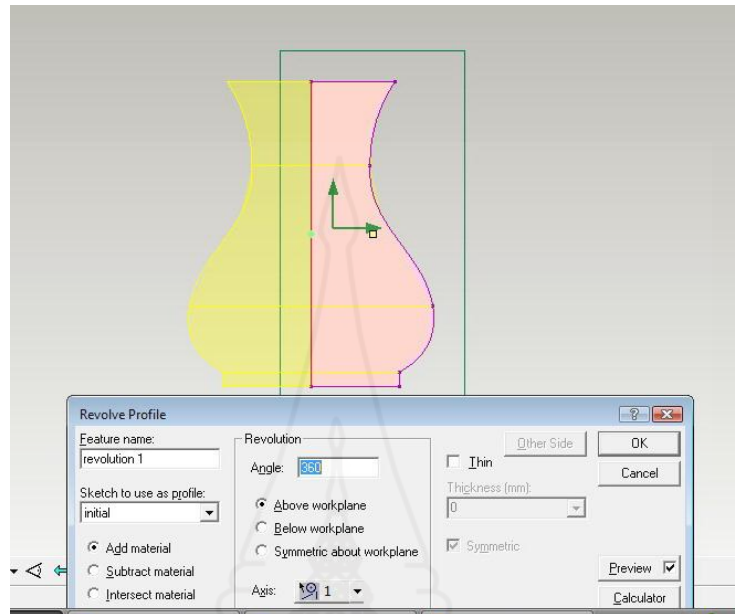 Revolve Profile
Feature name:
revolution 1
Sketch to use as profile:
initial
Add material
Subtract material
Intersect material
Revolution
Angle: 360
Above workplane
Below workplane
Symmetric about workplane
Axis: 1
Other Side
Thin
Thickness (mm):
0
Symmetric
OK
Cancel
Preview
Calculator